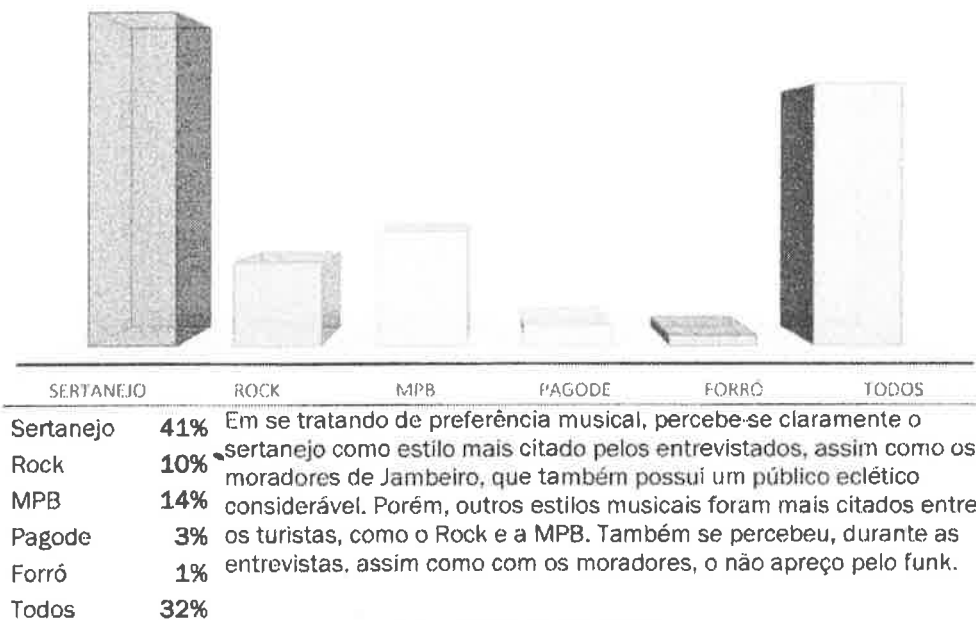 SERTANEJO ROCK MPB PAGODE FORRÓ TODOS
Sertanejo 41%
Rock 10%
MPB 14%
Pagode 3%
Forró 1%
Todos 32%
Em se tratando de preferência musical, percebe-se claramente o
sertanejo como estilo mais citado pelos entrevistados, assim como os
moradores de Jambeiro, que também possui um público eclético
considerável. Porém, outros estilos musicais foram mais citados entre
os turistas, como o Rock e a MPB. Também se percebeu, durante as
entrevistas, assim como com os moradores, o não apreço pelo funk.